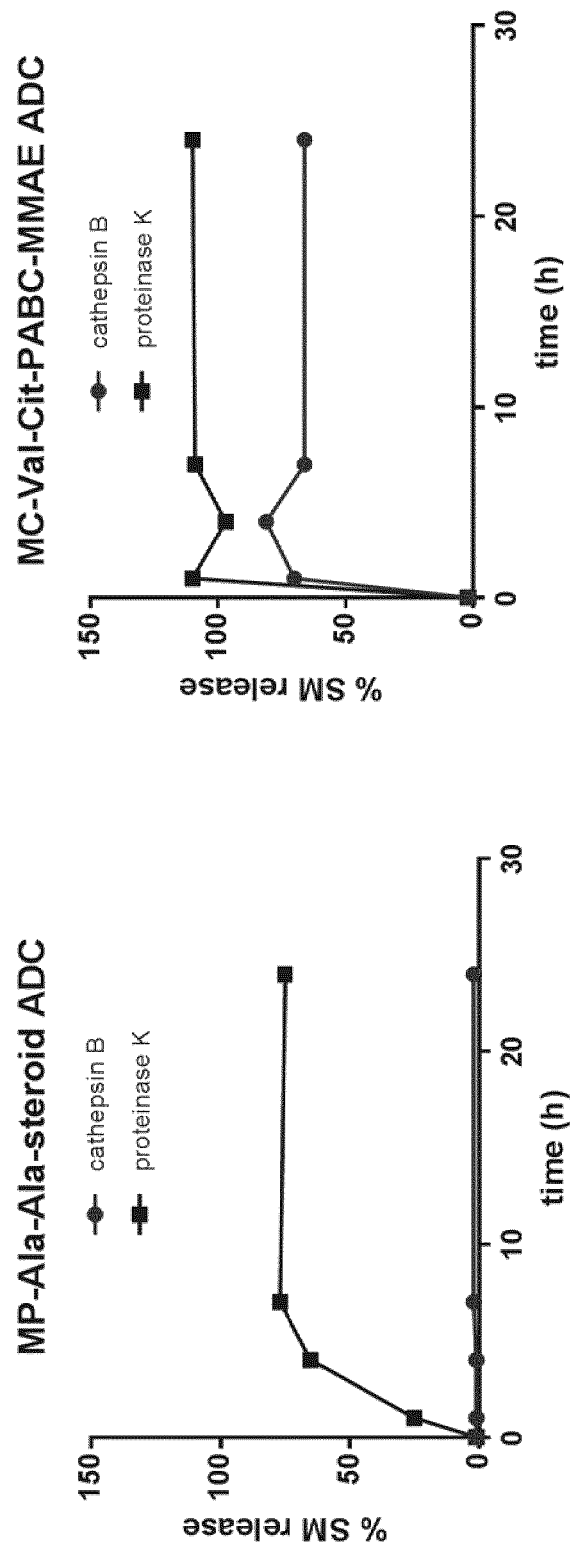 MP-Ala-Ala-steroid ADC
cathepsin B
proteinase K
% SM release
150
100
50
0
0
10
20
30
time (h)
MC-Val-Cit-PABC-MMAE ADC
cathepsin B
proteinase K
% SM release
150
100
50
0
0
10
20
30
time (h)